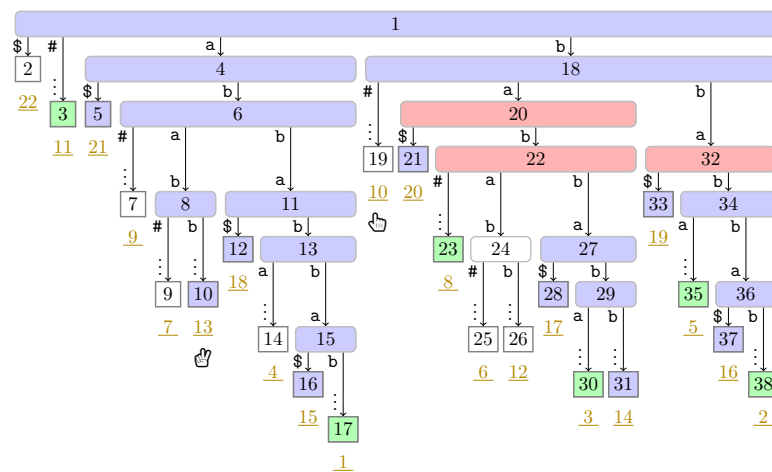 1
$ # a b
2 4 18
22 ⋮ $ b # a b
3 5 6 20
11 21 # a b ⋮ $ b a
19 21 22 32
⋮ b a 10 20 # a b $ b
7 8 11 33 34
9 # b $ b ⋮ b a 19 a b
12 13 23 24 27
⋮ ⋮ 18 a b 8 # b $ b ⋮ a
9 10 28 29 35 36
7 13 ⋮ a ⋮ ⋮ 17 a b 5 $ b
14 15 25 26 37
4 $ b 6 12 ⋮ ⋮ 16 ⋮
16 30 31 38
15 ⋮ 3 14 2
17
1